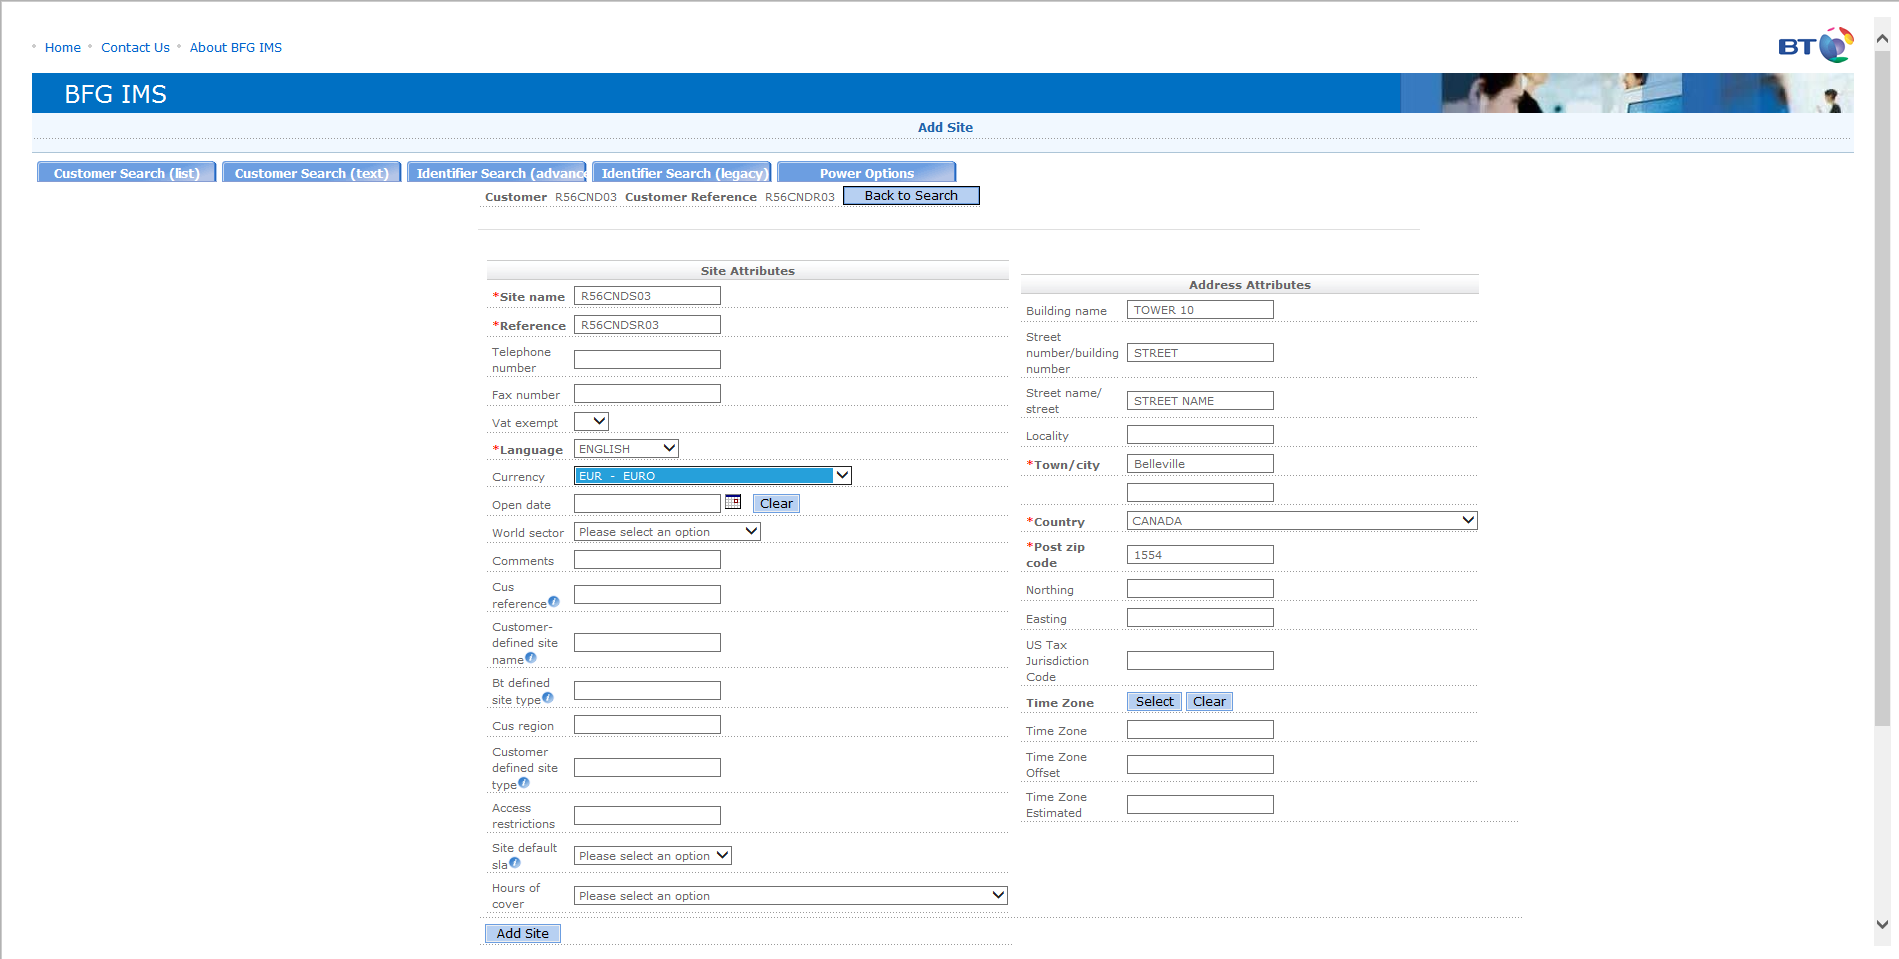 Home Contact Us About BFG IMS
BT
BFG IMS
Add Site
Customer Search (list) Customer Search (text) Identifier Search (advance Identifier Search (legacy) Power Options
Customer R56CND03 Customer Reference R56CNDR03 Back to Search
Site Attributes
*Site name R56CNDS03
*Reference R56CNDSR03
Telephone
number
Fax number
Vat exempt
*Language ENGLISH
Currency EUR - EURO
Open date Clear
World sector Please select an option
Comments
Cus
reference
Customer-
defined site
name
Bt defined
site type
Cus region
Customer
defined site
type
Access
restrictions
Site default
sla Please select an option
Hours of
cover Please select an option
Add Site
Address Attributes
Building name TOWER 10
Street
number/building STREET
number
Street name/
street STREET NAME
Locality
*Town/city Belleville
*Country CANADA
*Post zip
code 1554
Northing
Easting
US Tax
Jurisdiction
Code
Time Zone Select Clear
Time Zone
Time Zone
Offset
Time Zone
Estimated